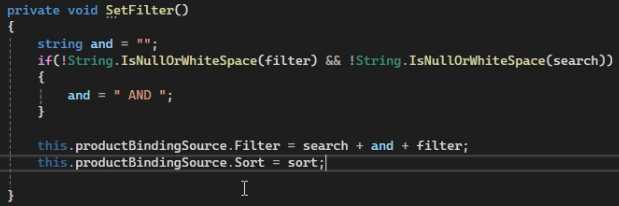 private void SetFilter()
{
string and = "";
if(!String.IsNullOrWhiteSpace(filter) && !String.IsNullOrWhiteSpace(search))
{
and = " AND ";
}
this.productBindingSource.Filter = search + and + filter;
this.productBindingSource.Sort = sort;
}